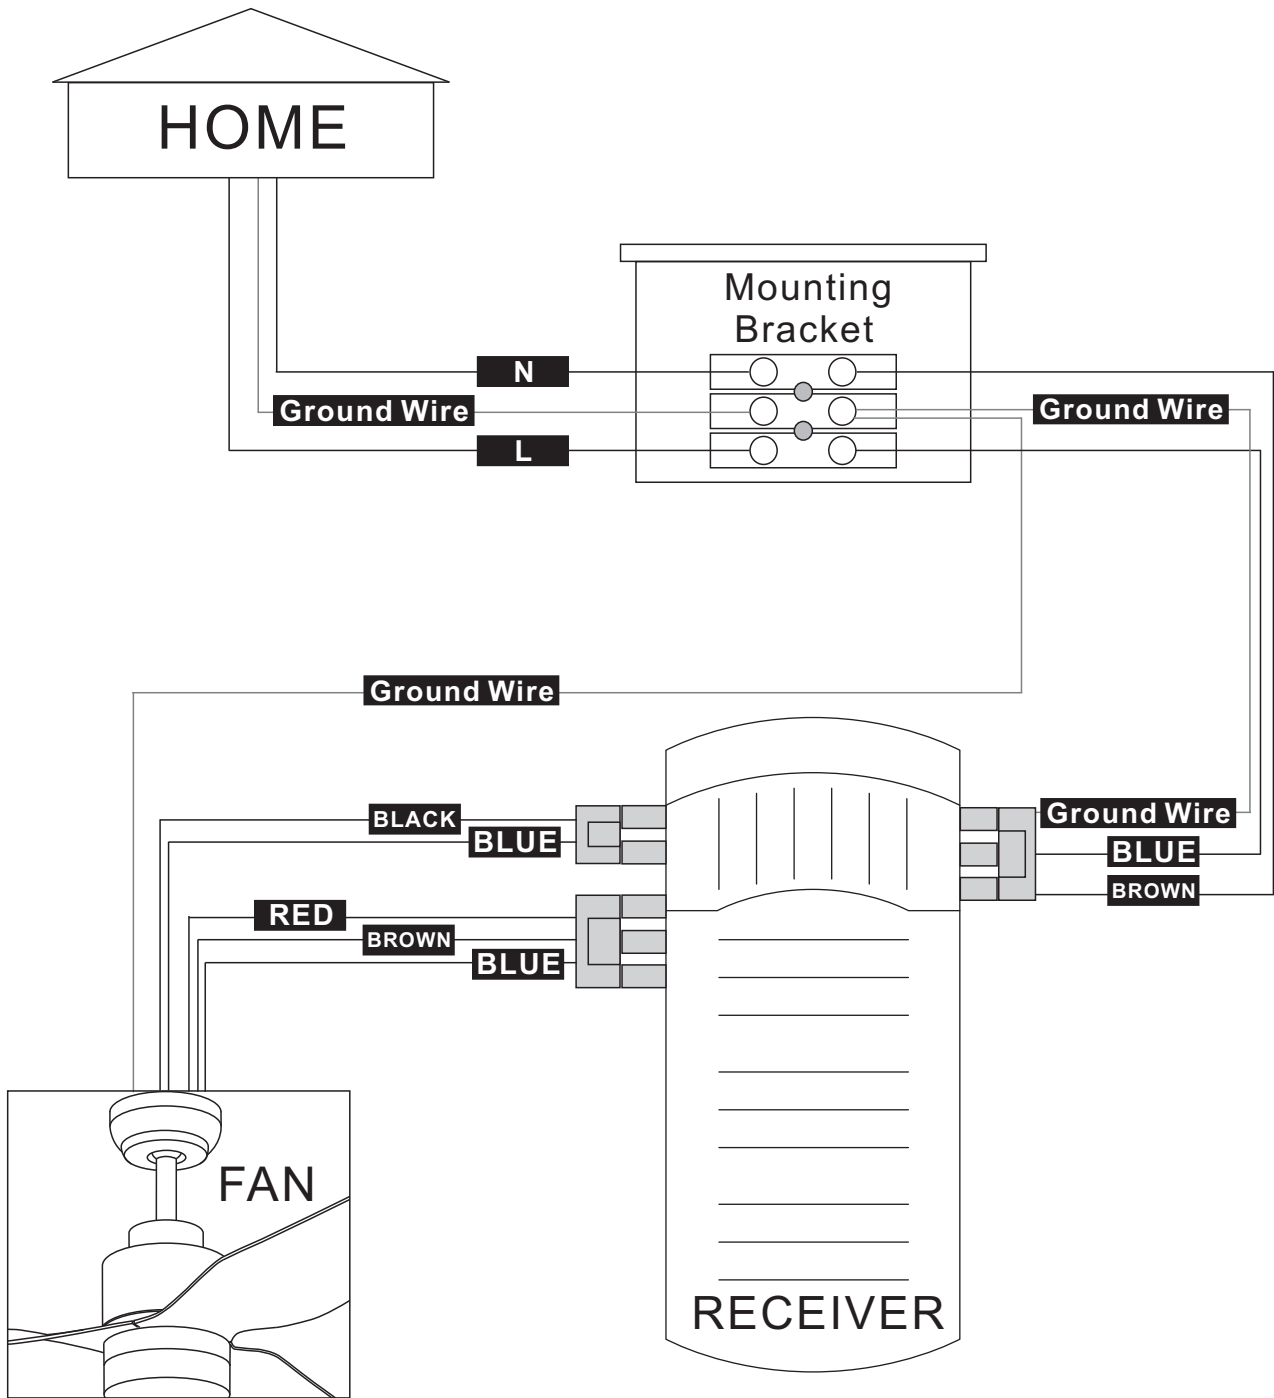 HOME
Mounting
Bracket
N
Ground Wire
Ground Wire
L
Ground Wire
BLACK
BLUE
RED
BROWN
BLUE
Ground Wire
BLUE
BROWN
FAN
RECEIVER